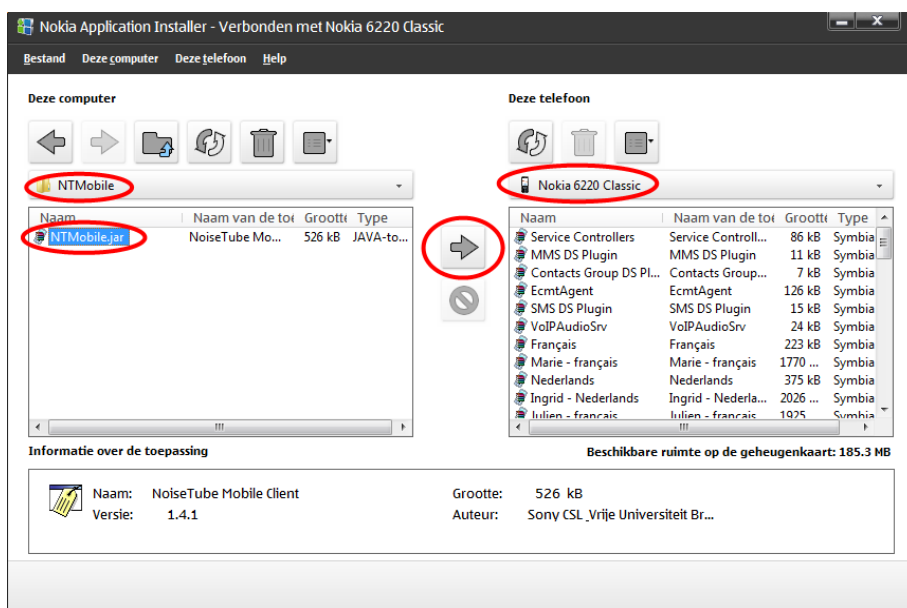 Nokia Application Installer - Verbonden met Nokia 6220 Classic
Bestand Deze computer Deze telefoon Help
Deze computer
Deze telefoon
NTMobile
Nokia 6220 Classic
Naam Naam van de toe Grootte Type
NTMobile.jar NoiseTube Mo... 526 kB JAVA-to...
Naam Naam van de toe Grootte Type
Service Controllers Service Controll... 86 kB Symbia
MMS DS Plugin MMS DS Plugin 11 kB Symbia
Contacts Group DS Pl... Contacts Group... 7 kB Symbia
EcmtAgent EcmtAgent 126 kB Symbia
SMS DS Plugin SMS DS Plugin 15 kB Symbia
VoIPAudioSrv VoIPAudioSrv 24 kB Symbia
Français Français 223 kB Symbia
Marie - français Marie - français 1770 ... Symbia
Nederlands Nederlands 375 kB Symbia
Ingrid - Nederlands Ingrid - Nederla... 2026 ... Symbia
Julien - français Julien - français 1925 Symbia
Informatie over de toepassing
Beschikbare ruimte op de geheugenkaart: 185.3 MB
Naam: NoiseTube Mobile Client
Grootte: 526 kB
Versie: 1.4.1
Auteur: Sony CSL_Vrije Universiteit Br...